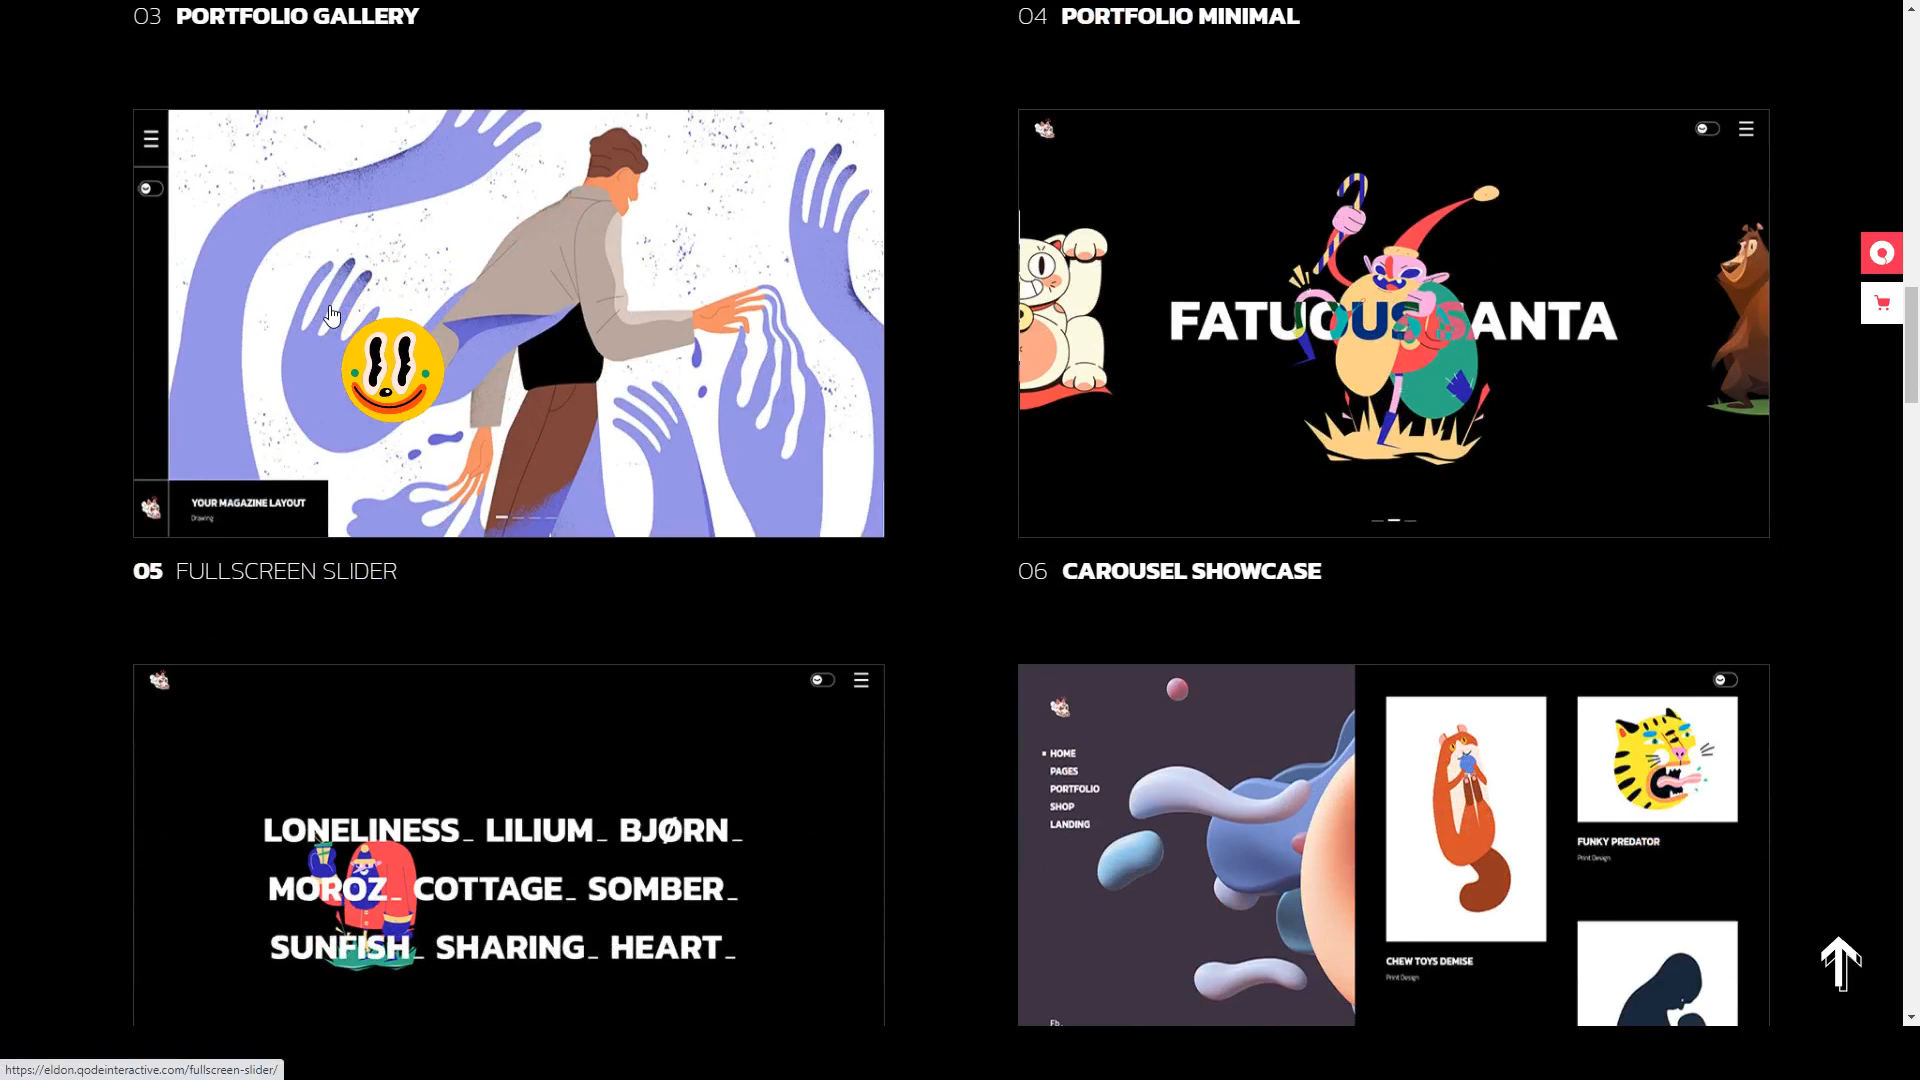 03 PORTFOLIO GALLERY
04 PORTFOLIO MINIMAL
YOUR MAGAZINE LAYOUT
Drawing
FATUOUS SANTA
05 FULLSCREEN SLIDER
06 CAROUSEL SHOWCASE
LONELINESS_ LILIUM_ BJØRN_
MOROZ_ COTTAGE_ SOMBER_
SUNFISH_ SHARING_ HEART_
HOME
PAGES
PORTFOLIO
SHOP
LANDING
Fb.
CHEW TOYS DEMISE
Print Design
FUNKY PREDATOR
Print Design
https://eldon.qodeinteractive.com/fullscreen-slider/